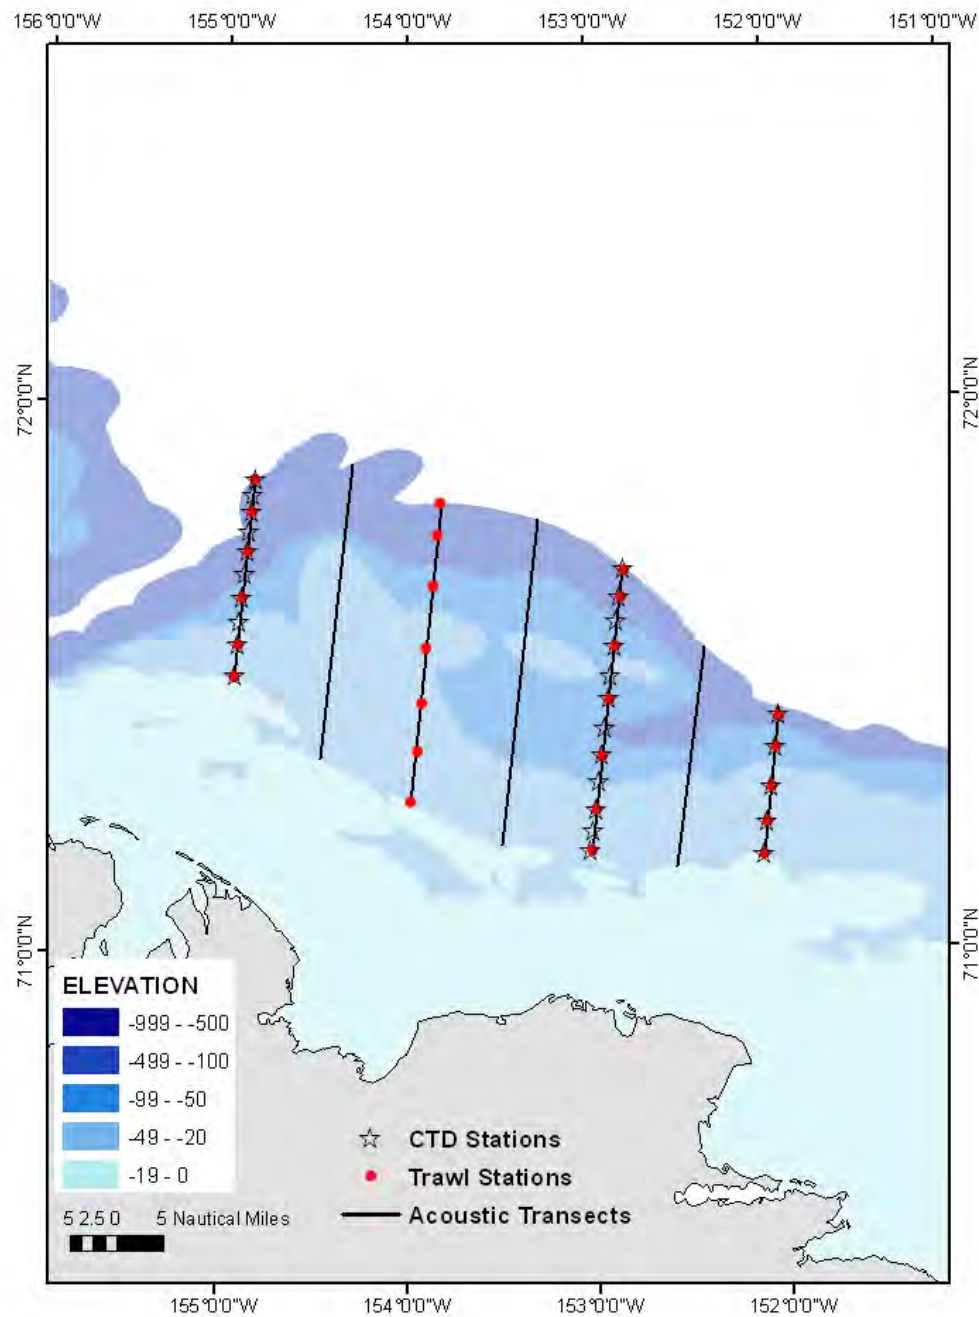 156°0'0"W 155°0'0"W 154°0'0"W 153°0'0"W 152°0'0"W 151°0'0"W
72°0'0"N
72°0'0"N
71°0'0"N
71°0'0"N
ELEVATION
-999 - -500
-499 - -100
-99 - -50
-49 - -20
-19 - 0
CTD Stations
Trawl Stations
Acoustic Transects
5 2.5 0 5 Nautical Miles
155°0'0"W 154°0'0"W 153°0'0"W 152°0'0"W